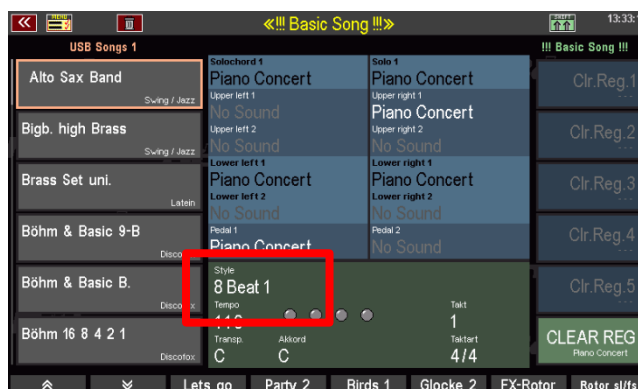 MENU
«!!! Basic Song !!!»
SHIFT
13:33:
USB Songs 1
!!! Basic Song !!!
Alto Sax Band
Swing / Jazz
Bigb. high Brass
Swing / Jazz
Brass Set uni.
Latein
Böhm & Basic 9-B
Discofox
Böhm & Basic B.
Discofox
Böhm 16 8 4 2 1
Discofox
Solochord 1
Piano Concert
Solo 1
Piano Concert
Upper left 1
No Sound
Upper right 1
Piano Concert
Upper left 2
No Sound
Upper right 2
No Sound
Lower left 1
Piano Concert
Lower right 1
Piano Concert
Lower left 2
No Sound
Lower right 2
No Sound
Pedal 1
Piano Concert
Pedal 2
No Sound
Style
8 Beat 1
Tempo
Takt
1
Transp.
C
Akkord
C
Taktart
4/4
Clr.Reg.1
Clr.Reg.2
Clr.Reg.3
Clr.Reg.4
Clr.Reg.5
CLEAR REG
Piano Concert
Lets go
Party 2
Birds 1
Glocke 2
FX-Rotor
Rotor sl/fs